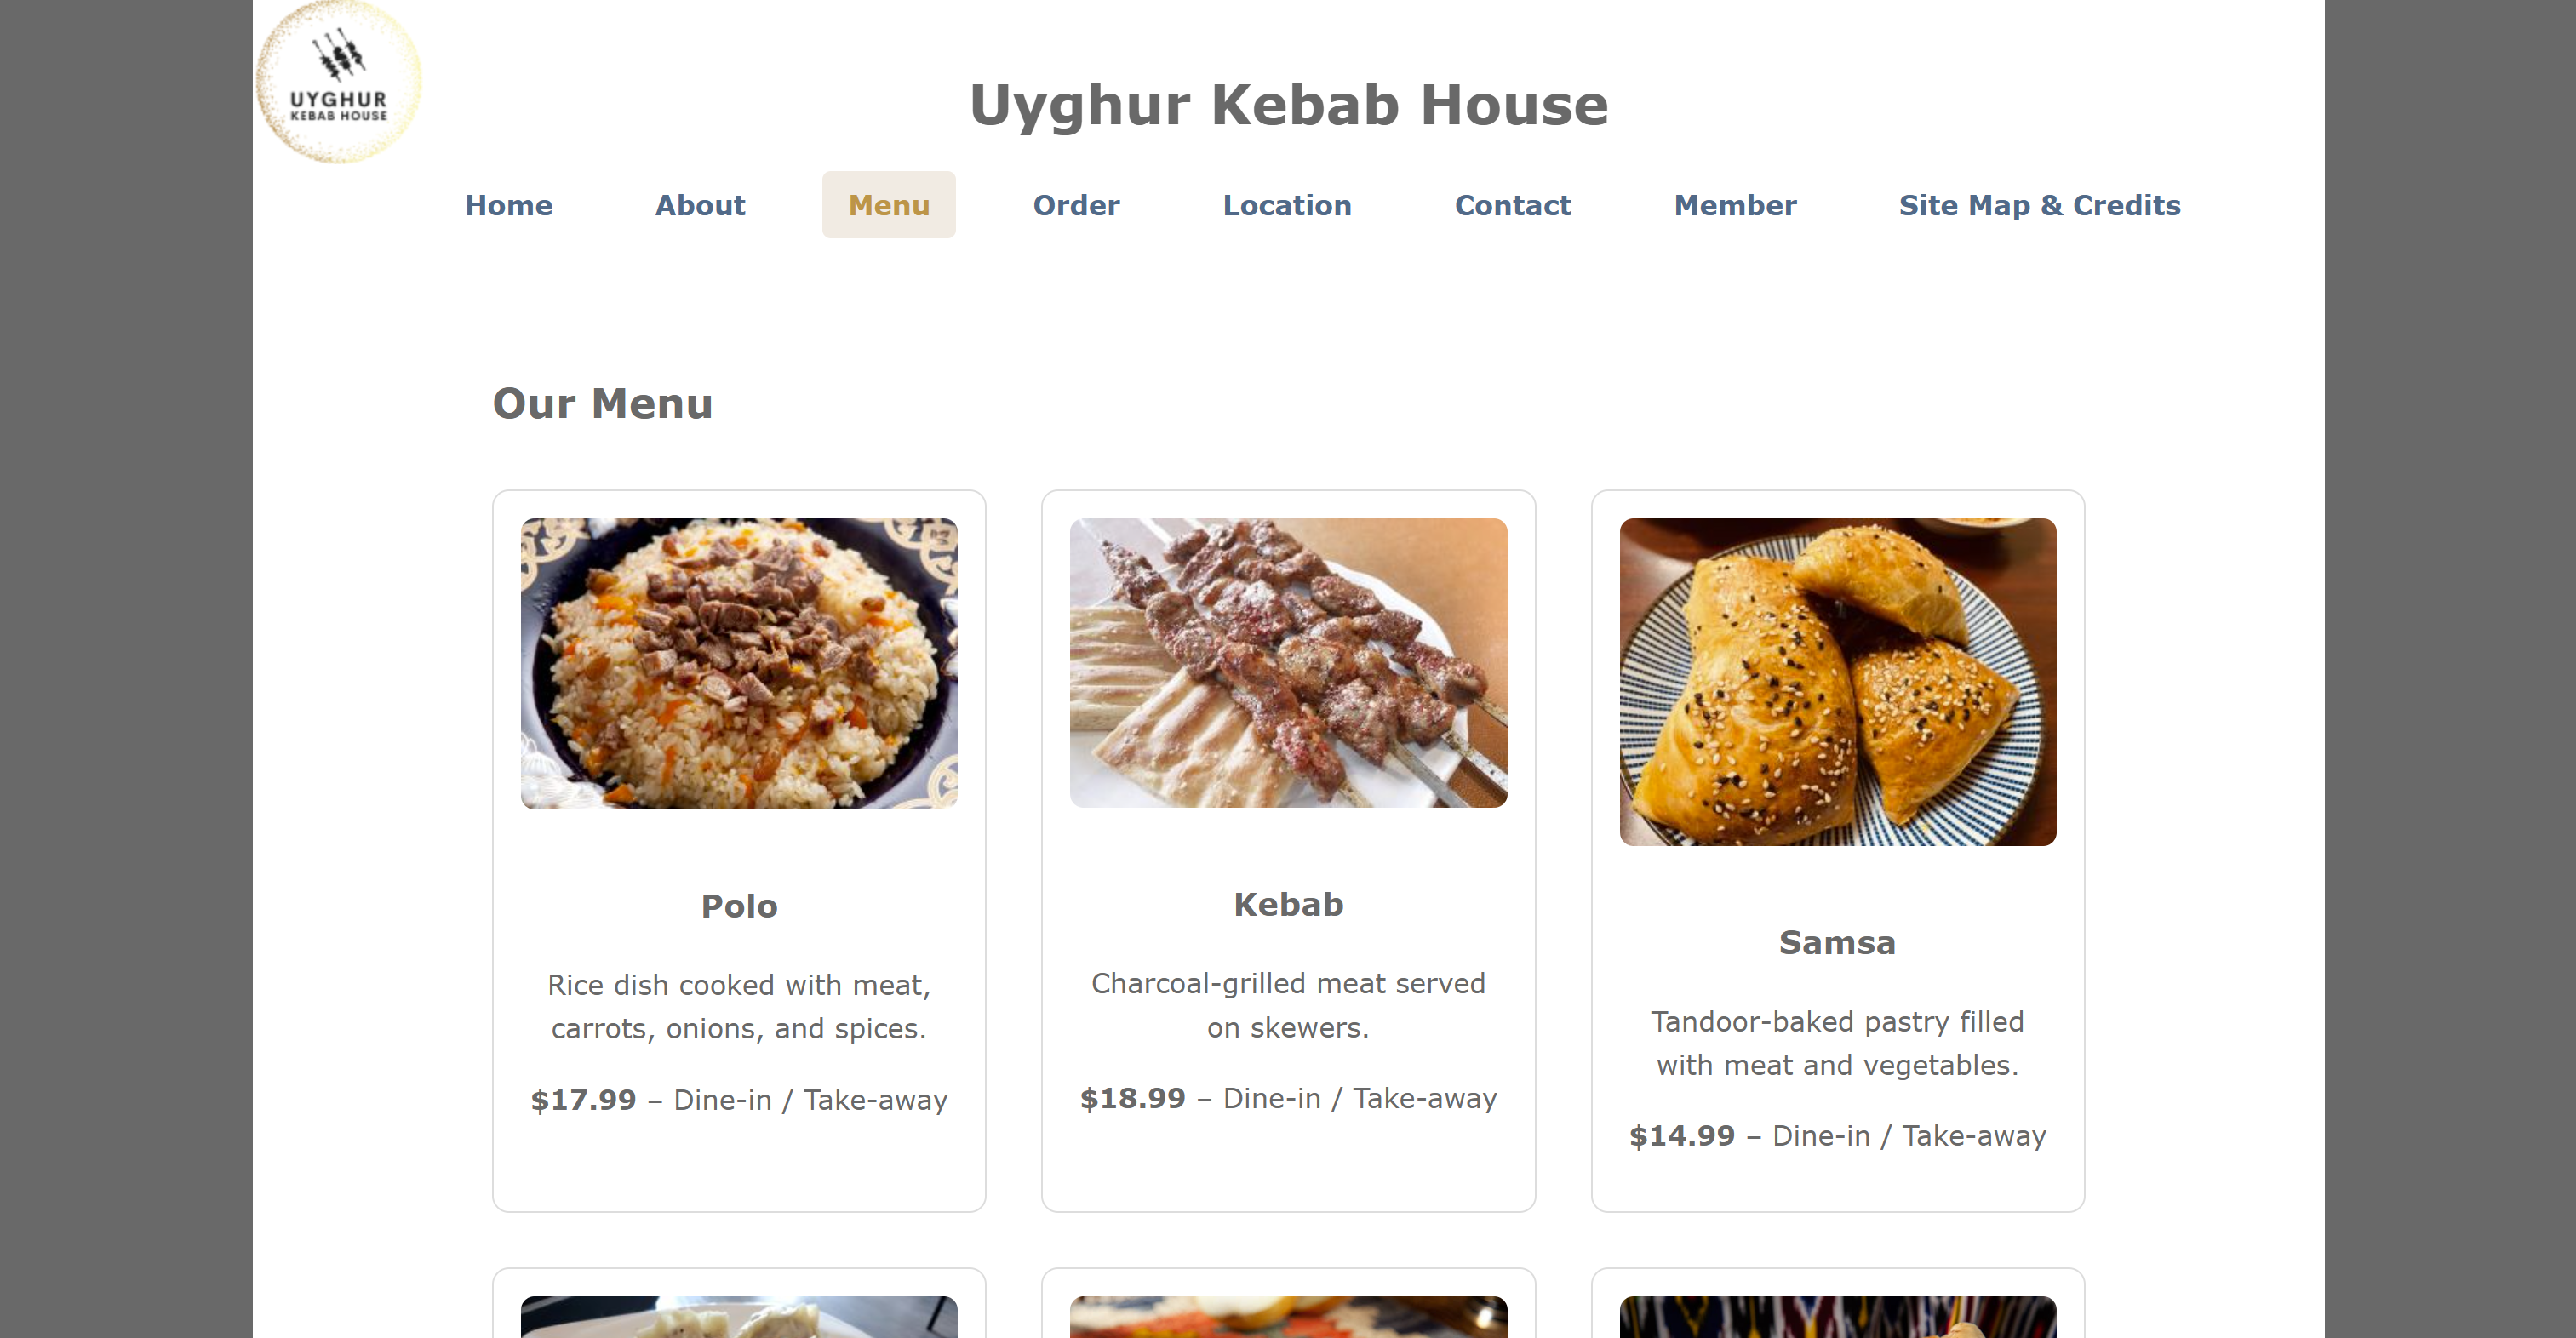 UYGHUR
KEBAB HOUSE
Uyghur Kebab House
Home About Menu Order Location Contact Member Site Map & Credits
Our Menu
Polo
Rice dish cooked with meat,
carrots, onions, and spices.
$17.99 – Dine-in / Take-away
Kebab
Charcoal-grilled meat served
on skewers.
$18.99 – Dine-in / Take-away
Samsa
Tandoor-baked pastry filled
with meat and vegetables.
$14.99 – Dine-in / Take-away